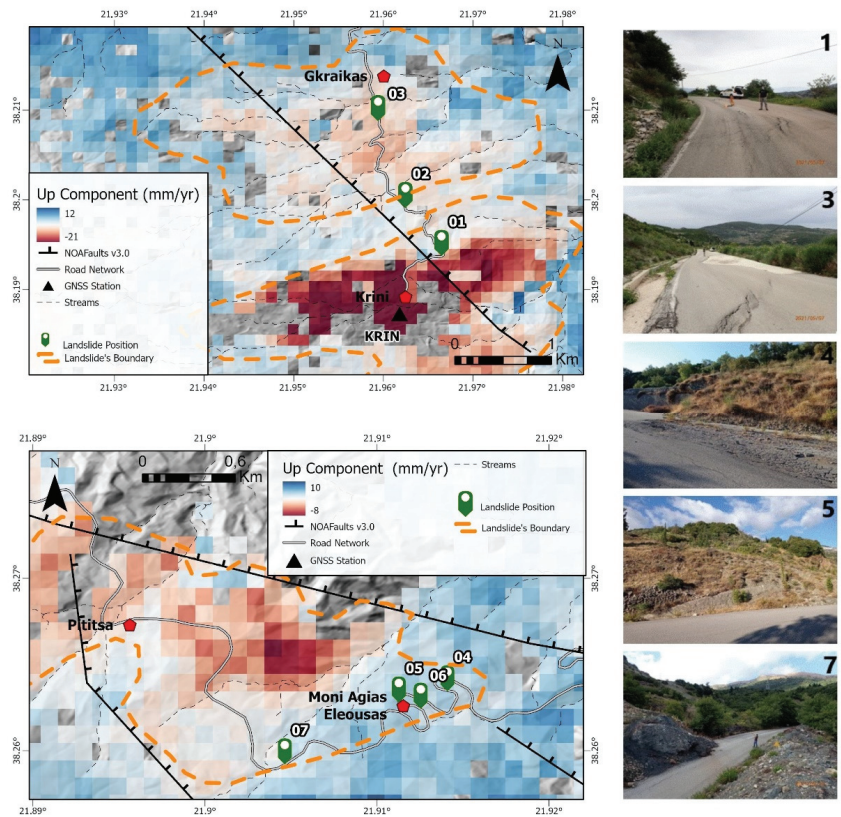 21.93°
21.94°
21.95°
21.96°
21.97°
21.98°
38.21°
38.2°
38.19°
38.21°
38.2°
38.19°
N
Gkraikas
03
02
01
Krini
KRIN
Up Component (mm/yr)
12
-21
NOAFaults v3.0
Road Network
GNSS Station
Streams
Landslide Position
Landslide's Boundary
0 1
Km
21.93°
21.94°
21.95°
21.96°
21.97°
21.98°
21.89°
21.9°
21.91°
21.92°
N
0 0,6
Km
Up Component (mm/yr)
10
-8
NOAFaults v3.0
Road Network
GNSS Station
Streams
Landslide Position
Landslide's Boundary
38.27°
38.26°
38.27°
38.26°
Pititsa
05
06
04
Moni Agias
Eleousas
07
21.89°
21.9°
21.91°
21.92°
1
3
4
5
7